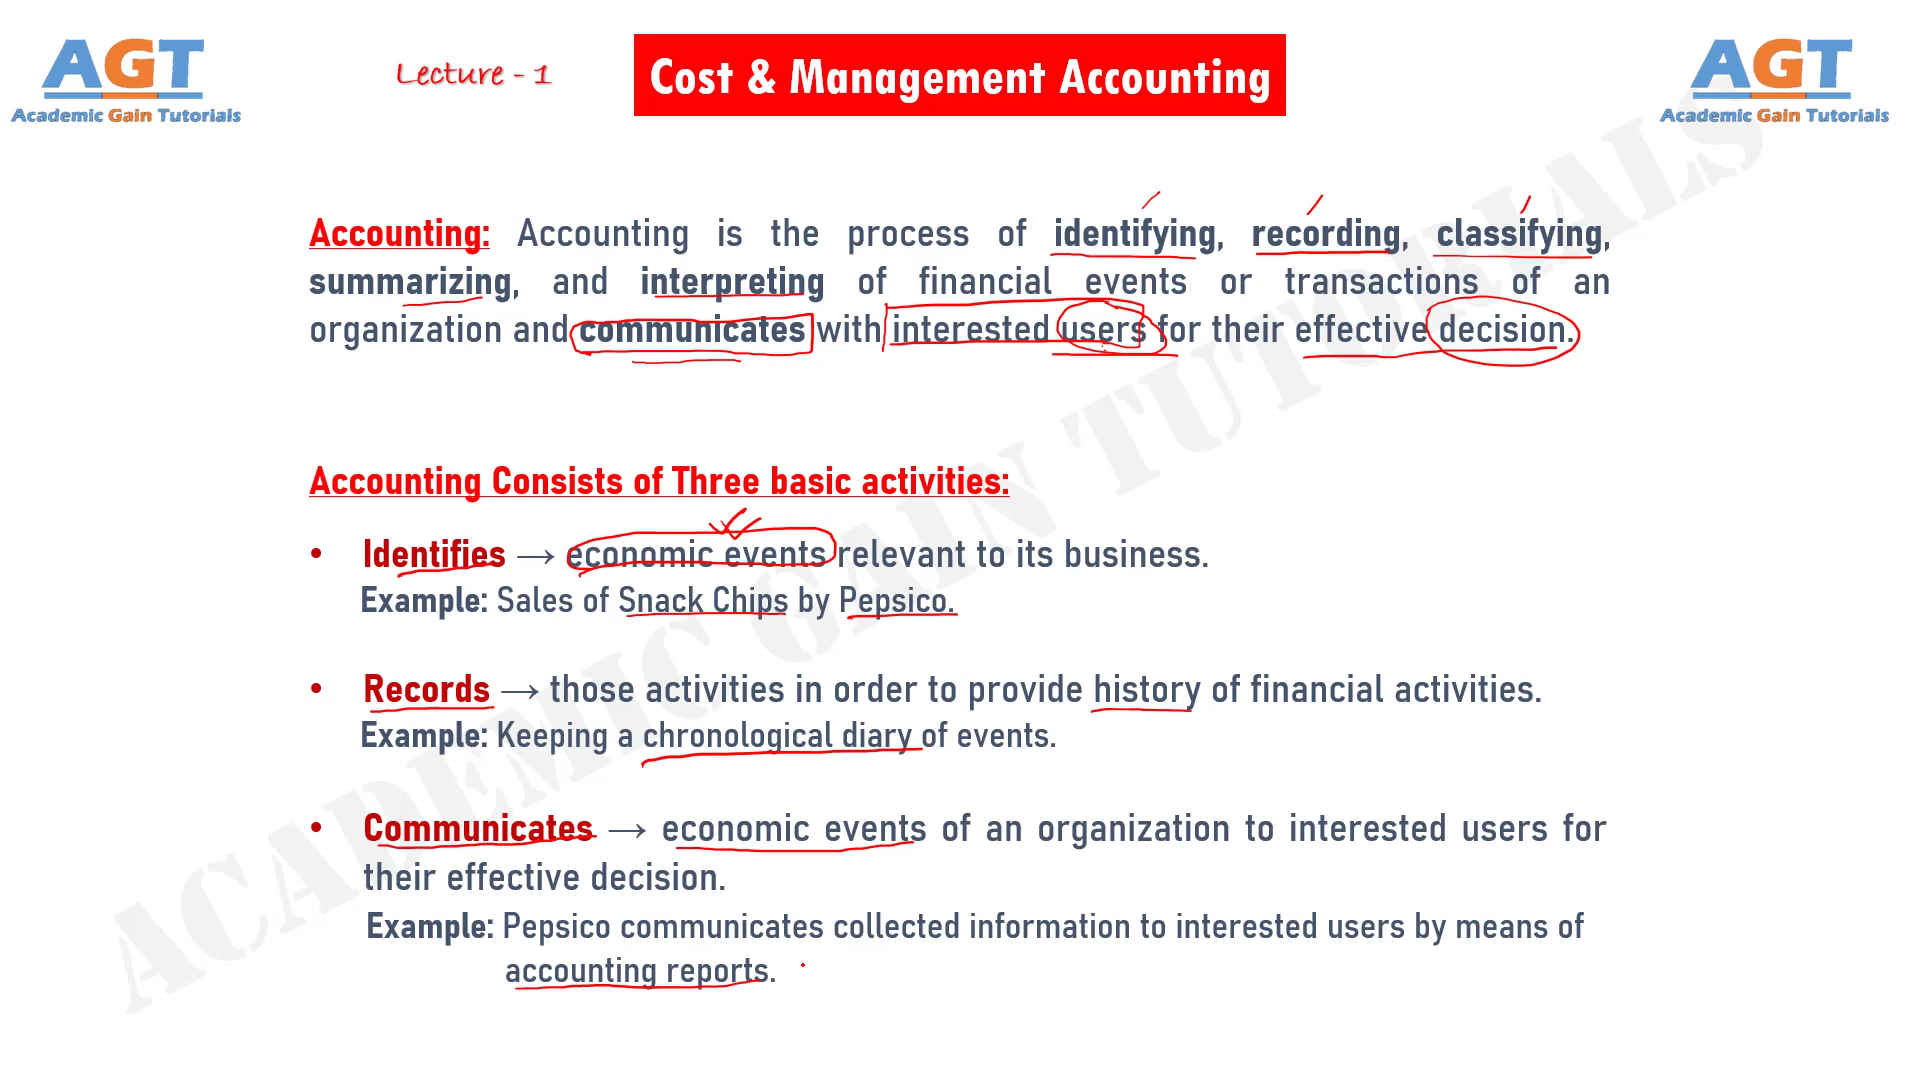 AGT
Academic Gain Tutorials
Lecture - 1
Cost & Management Accounting
AGT
Academic Gain Tutorials
Accounting: Accounting is the process of identifying, recording, classifying,
summarizing, and interpreting of financial events or transactions of an
organization and communicates with interested users for their effective decision.
Accounting Consists of Three basic activities:
• Identifies → economic events relevant to its business.
Example: Sales of Snack Chips by Pepsico.
• Records → those activities in order to provide history of financial activities.
Example: Keeping a chronological diary of events.
• Communicates → economic events of an organization to interested users for
their effective decision.
Example: Pepsico communicates collected information to interested users by means of
accounting reports.
ACADEMIC GAIN TUTORIALS